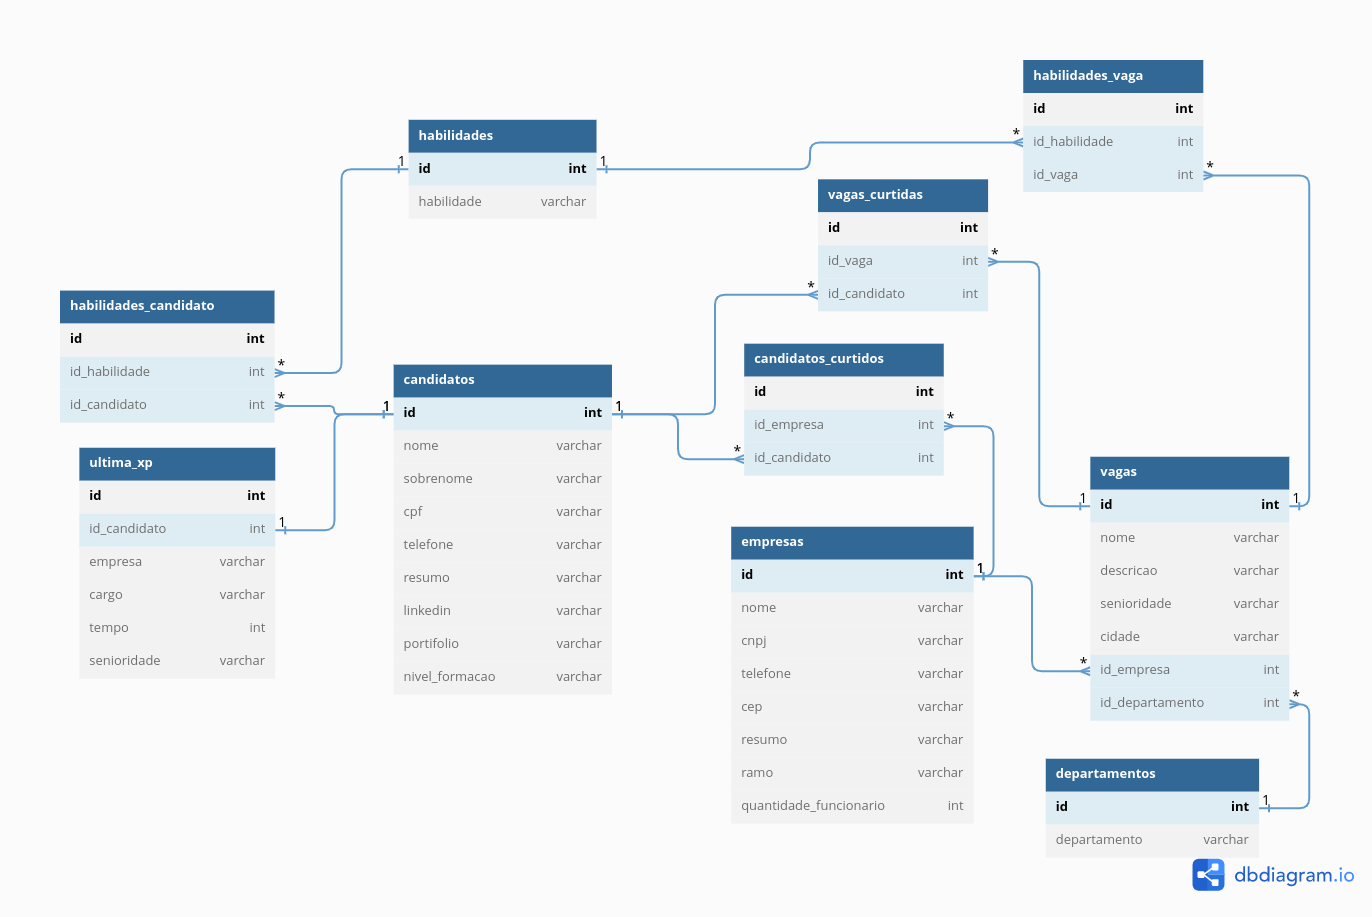 habilidades_vaga
id int
id_habilidade int
id_vaga int
*
*
habilidades
id int
habilidade varchar
1
1
vagas_curtidas
id int
id_vaga int
id_candidato int
*
*
habilidades_candidato
id int
id_habilidade int
id_candidato int
*
*
candidatos
id int
nome varchar
sobrenome varchar
cpf varchar
telefone varchar
resumo varchar
linkedin varchar
portifolio varchar
nivel_formacao varchar
1
1
candidatos_curtidos
id int
id_empresa int
id_candidato int
*
*
ultima_xp
id int
id_candidato int
empresa varchar
cargo varchar
tempo int
senioridade varchar
1
empresas
id int
nome varchar
cnpj varchar
telefone varchar
cep varchar
resumo varchar
ramo varchar
quantidade_funcionario int
1
vagas
id int
nome varchar
descricao varchar
senioridade varchar
cidade varchar
id_empresa int
id_departamento int
1
1
*
*
departamentos
id int
departamento varchar
1
dbdiagram.io